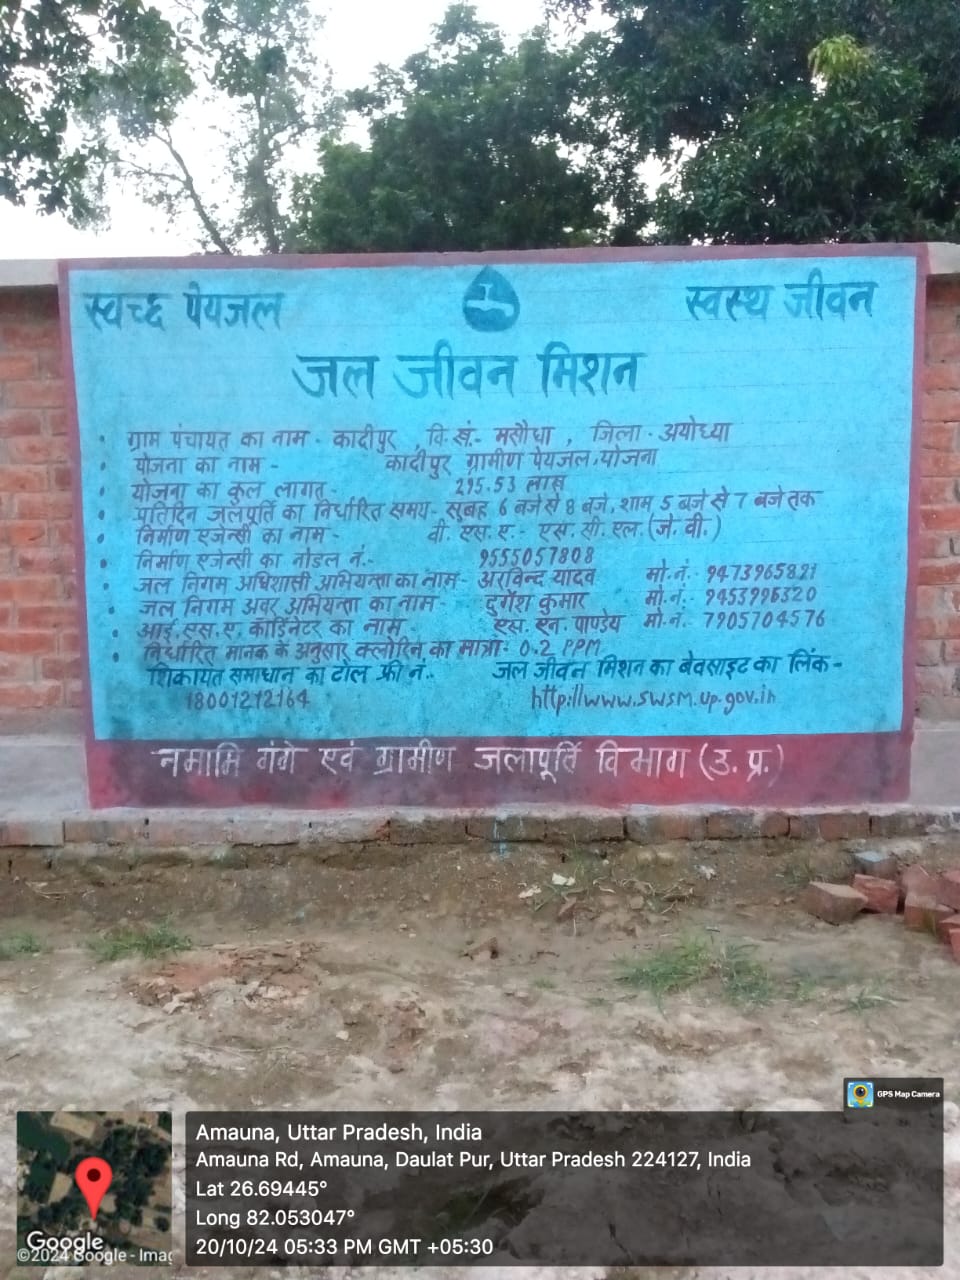 स्वच्छ पेयजल
स्वस्थ जीवन
जल जीवन मिशन
ग्राम पंचायत का नाम - कादीपुर , वि.खं.- मसौधा , जिला - अयोध्या
योजना का नाम - कादीपुर ग्रामीण पेयजल योजना
योजना का कुल लागत - 295.53 लाख
प्रतिदिन जलपूर्ति का निर्धारित समय - सुबह 6 बजे से 8 बजे, शाम 5 बजे से 7 बजे तक
निर्माण एजेन्सी का नाम - वी. एस. ए. - एस. सी. एल. (जे. वी.)
निर्माण एजेन्सी का नोडल नं.- 9555057808
जल निगम अधिशासी अभियन्ता का नाम - अरविन्द यादव मो.नं.- 9473965821
जल निगम अवर अभियन्ता का नाम - दुर्गेश कुमार मो.नं.- 9453996320
आई.एस.ए. कॉर्डिनेटर का नाम - एस. एन. पाण्डेय मो.नं. 7905704576
निर्धारित मानक के अनुसार क्लोरिन का मात्रा- 0.2 PPM
शिकायत समाधान का टोल फ्री नं.. जल जीवन मिशन का बेवसाइट का लिंक -
18001212164 http://www.swsm.up.gov.in
नमामि गंगे एवं ग्रामीण जलापूर्ति विभाग (उ. प्र.)
GPS Map Camera
Amauna, Uttar Pradesh, India
Amauna Rd, Amauna, Daulat Pur, Uttar Pradesh 224127, India
Lat 26.69445°
Long 82.053047°
20/10/24 05:33 PM GMT +05:30
Google
©2024 Google - Imag